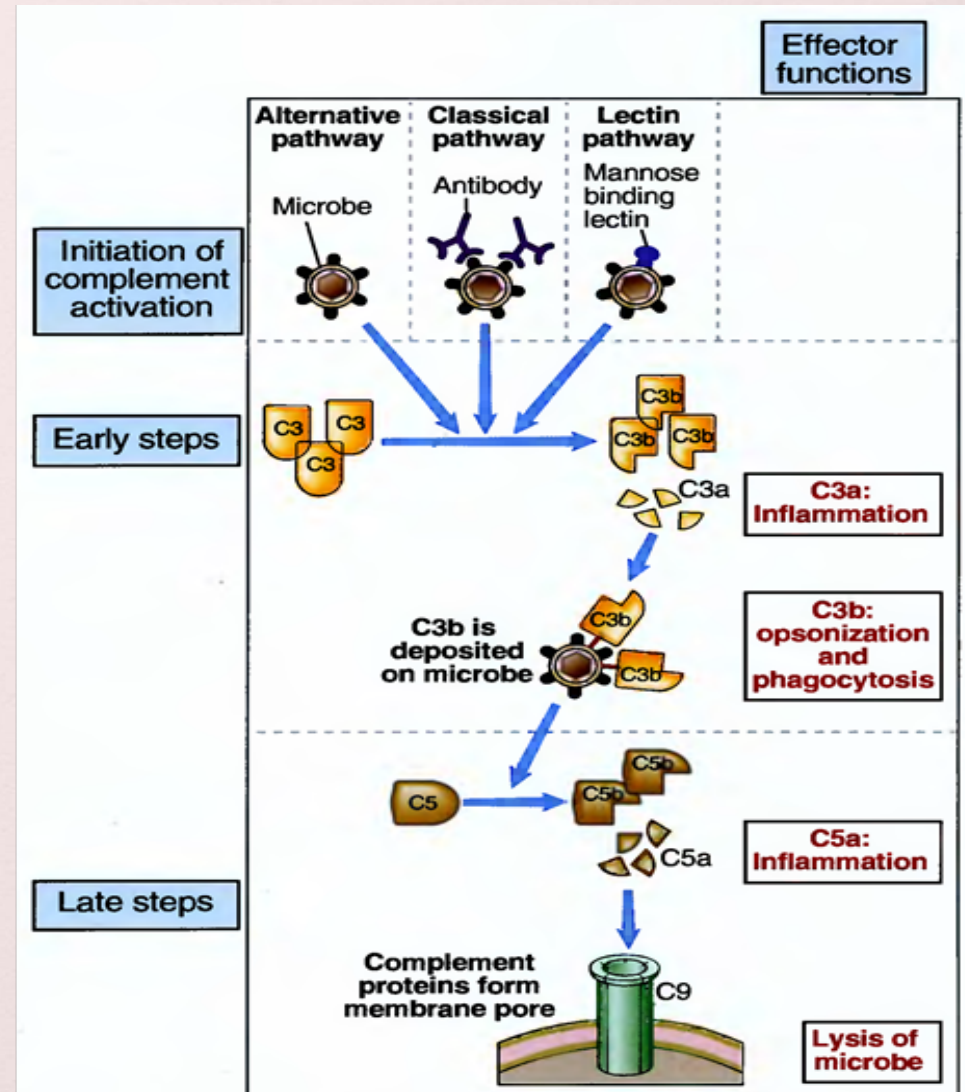 Effector
functions
Alternative
pathway
Classical
pathway
Lectin
pathway
Microbe
Antibody
Mannose
binding
lectin
Initiation of
complement
activation
Early steps
C3
C3
C3
C3b
C3b
C3b
C3a
C3a:
Inflammation
C3b is
deposited
on microbe
C3b
C3b
C3b:
opsonization
and
phagocytosis
C5
C5b
C5b
C5a
C5a:
Inflammation
Late steps
Complement
proteins form
membrane pore
C9
Lysis of
microbe